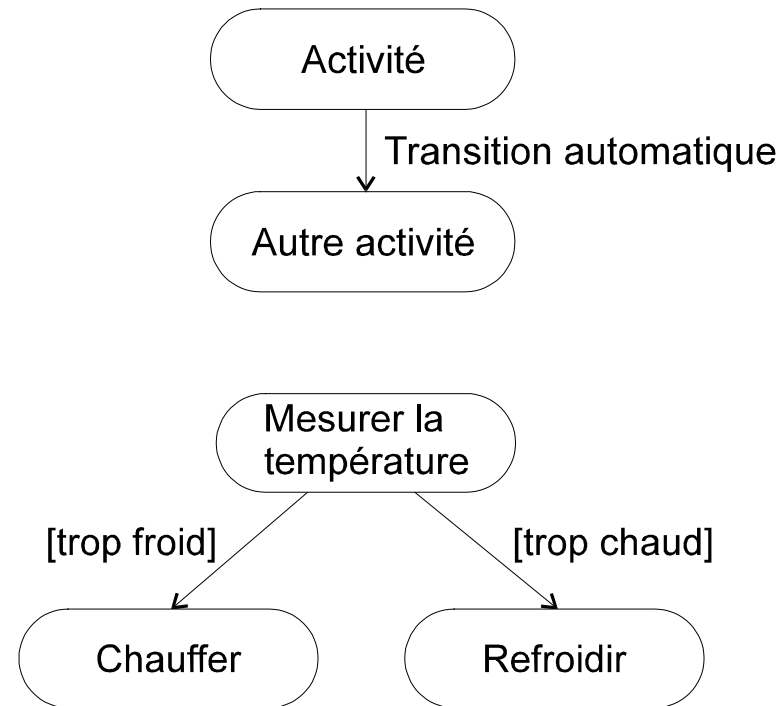 Activité
Transition automatique
Autre activité
Mesurer la
température
[trop froid]
[trop chaud]
Chauffer
Refroidir